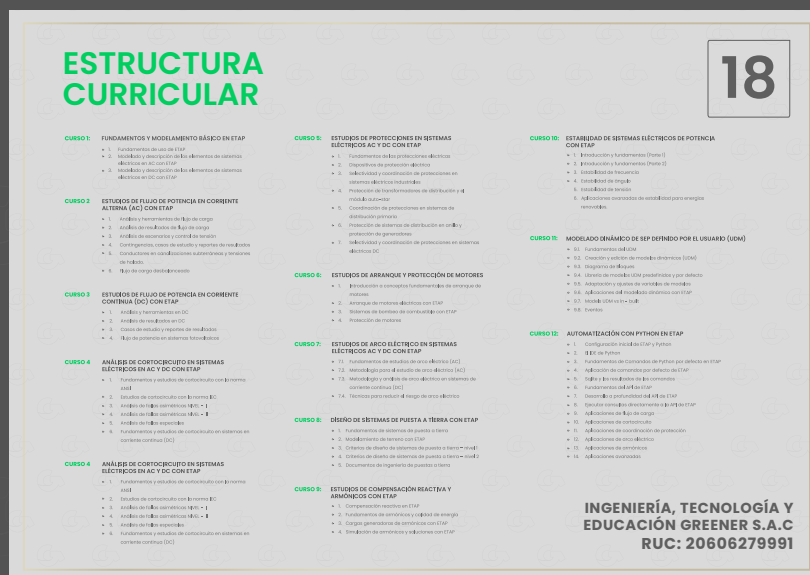 ESTRUCTURA
CURRICULAR
18
CURSO 1: FUNDAMENTOS Y MODELAMIENTO BÁSICO EN ETAP
1. Fundamentos de uso de ETAP
2. Modelado y descripción de los elementos de sistemas
eléctricos en AC con ETAP
3. Modelado y descripción de los elementos de sistemas
eléctricos en DC con ETAP
CURSO 2 ESTUDIOS DE FLUJO DE POTENCIA EN CORRIENTE
ALTERNA (AC) CON ETAP
1. Análisis y herramientas de flujo de carga
2. Análisis de resultados de flujo de carga
3. Análisis de escenarios y control de tensión
4. Contingencias, casos de estudio y reportes de resultados
5. Conductores en canalizaciones subterráneas y tensiones
de halado
6. Flujo de carga desbalanceado
CURSO 3 ESTUDIOS DE FLUJO DE POTENCIA EN CORRIENTE
CONTINUA (DC) CON ETAP
1. Análisis y herramientas en DC
2. Análisis de resultados en DC
3. Casos de estudio y reportes de resultados
4. Flujo de potencia en sistemas fotovoltaicos
CURSO 4 ANÁLISIS DE CORTOCIRCUITO EN SISTEMAS
ELÉCTRICOS EN AC Y DC CON ETAP
1. Fundamentos y estudios de cortocircuito con la norma
ANSI
2. Estudios de cortocircuito con la norma IEC
3. Análisis de fallas asimétricas NIVEL - I
4. Análisis de fallas asimétricas NIVEL - II
5. Análisis de fallas especiales
6. Fundamentos y estudios de cortocircuito en sistemas en
corriente continua (DC)
CURSO 4 ANÁLISIS DE CORTOCIRCUITO EN SISTEMAS
ELÉCTRICOS EN AC Y DC CON ETAP
1. Fundamentos y estudios de cortocircuito con la norma
ANSI
2. Estudios de cortocircuito con la norma IEC
3. Análisis de fallas asimétricas NIVEL - I
4. Análisis de fallas asimétricas NIVEL - II
5. Análisis de fallas especiales
6. Fundamentos y estudios de cortocircuito en sistemas en
corriente continua (DC)
CURSO 5: ESTUDIOS DE PROTECCIONES EN SISTEMAS
ELÉCTRICOS AC Y DC CON ETAP
1. Fundamentos de las protecciones eléctricas
2. Dispositivos de protección eléctrica
3. Selectividad y coordinación de protecciones en
sistemas eléctricos industriales
4. Protección de transformadores de distribución y el
módulo
5. Coordinación de protecciones en sistemas de
distribución primaria
6. Protección de sistemas de distribución en anillo y
protección de generadores
7. Selectividad y coordinación de protecciones en sistemas
eléctricos DC
CURSO 6: ESTUDIOS DE ARRANQUE Y PROTECCIÓN DE MOTORES
1. Introducción a conceptos fundamentales de arranque de
motores
2. Arranque de motores eléctricos con ETAP
3. Sistemas de bombeo de combustible con ETAP
4. Protección de motores
CURSO 7: ESTUDIOS DE ARCO ELÉCTRICO EN SISTEMAS
ELÉCTRICOS AC Y DC CON ETAP
7.1. Fundamentos de estudios de arco eléctrico (AC)
7.2. Metodología para el estudio de arco eléctrico (AC)
7.3. Metodología y análisis de arco eléctrico en sistemas de
corriente continua (DC)
7.4. Técnicas para reducir el riesgo de arco eléctrico
CURSO 8: DISEÑO DE SISTEMAS DE PUESTA A TIERRA CON ETAP
1. Fundamentos de sistemas de puesta a tierra
2. Modelamiento de terreno con ETAP
3. Criterios de diseño de sistemas de puesta a tierra – nivel 1
4. Criterios de diseño de sistemas de puesta a tierra – nivel 2
5. Documentos de ingeniería de puestas a tierra
CURSO 9: ESTUDIOS DE COMPENSACIÓN REACTIVA Y
ARMÓNICOS CON ETAP
1. Compensación reactiva en ETAP
2. Fundamentos de armónicos y calidad de energía
3. Cargas generadoras de armónicos con ETAP
4. Simulación de armónicos y soluciones con ETAP
CURSO 10: ESTABILIDAD DE SISTEMAS ELÉCTRICOS DE POTENCIA
CON ETAP
1. Introducción y fundamentos (Parte 1)
2. Introducción y fundamentos (Parte 2)
3. Estabilidad de frecuencia
4. Estabilidad de ángulo
5. Estabilidad de tensión
6. Aplicaciones avanzadas de estabilidad para energías
renovables.
CURSO 11: MODELADO DINÁMICO DE SEP DEFINIDO POR EL USUARIO (UDM)
9.1. Fundamentos del UDM
9.2. Creación y edición de modelos dinámicos (UDM)
9.3. Diagrama de Bloques
9.4. Librería de modelos UDM predefinidos y por defecto
9.5. Adaptación y ajustes de variables de modelos
9.6. Aplicaciones del modelado dinámico con ETAP
9.7. Models UDM vs In - built
9.8. Eventos
CURSO 12: AUTOMATIZACIÓN CON PYTHON EN ETAP
1. Configuración inicial de ETAP y Python
2. El IDE de Python
3. Fundamentos de Comandos de Python por defecto en ETAP
4. Aplicación de comandos por defecto de ETAP
5. Salida y los resultados de los comandos
6. Fundamentos del API de ETAP
7. Desarrollo a profundidad del API de ETAP
8. Ejecutar consultas directamente a la API de ETAP
9. Aplicaciones de flujo de carga
10. Aplicaciones de cortocircuito
11. Aplicaciones de coordinación de protección
12. Aplicaciones de arco eléctrico
13. Aplicaciones de armónicos
14. Aplicaciones avanzadas
INGENIERÍA, TECNOLOGÍA Y
EDUCACIÓN GREENER S.A.C
RUC: 20606279991